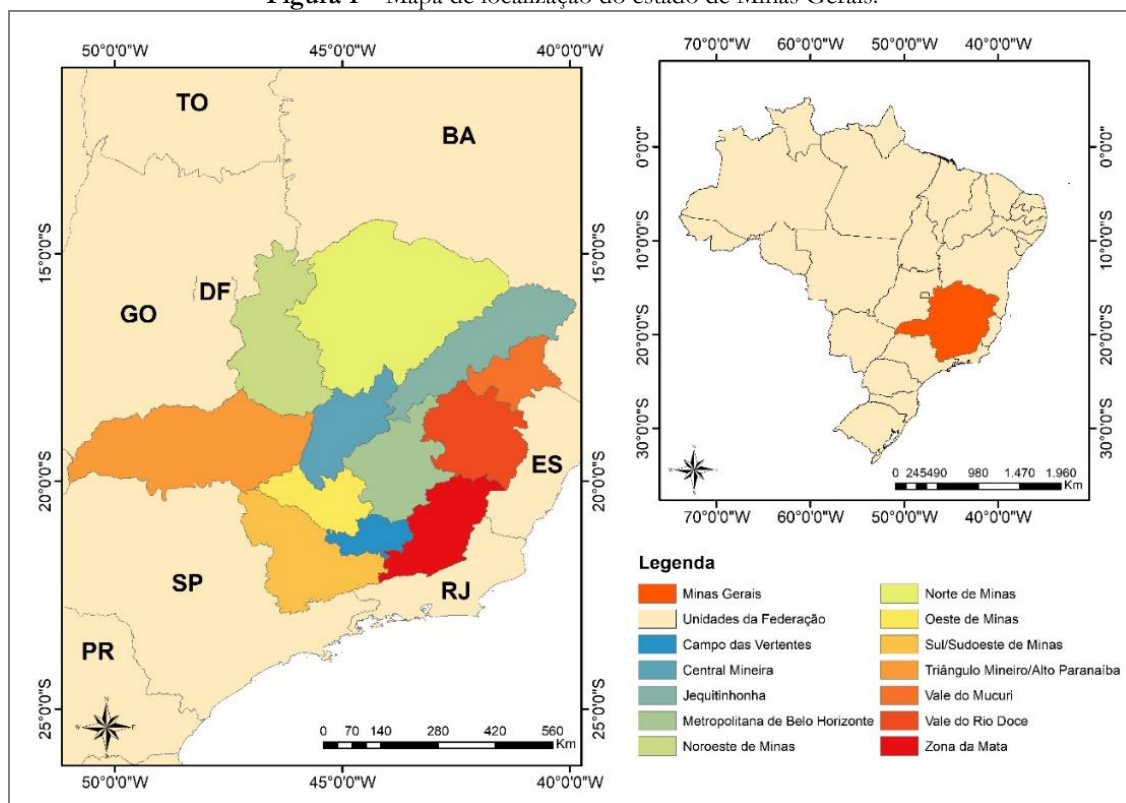 Figura 1 – Mapa de localização do estado de Minas Gerais.
50°0'0"W 45°0'0"W 40°0'0"W
TO
BA
15°0'0"S
DF
GO
20°0'0"S
ES
SP
RJ
PR
25°0'0"S
0 70 140 280 420 560
Km
50°0'0"W 45°0'0"W 40°0'0"W
70°0'0"W 60°0'0"W 50°0'0"W 40°0'0"W
0°0'0" 0°0'0"
10°0'0"S 10°0'0"S
20°0'0"S 20°0'0"S
30°0'0"S 30°0'0"S
0 245490 980 1.470 1.960
Km
70°0'0"W 60°0'0"W 50°0'0"W 40°0'0"W
15°0'0"S
20°0'0"S
25°0'0"S
Legenda
Minas Gerais
Unidades da Federação
Campo das Vertentes
Central Mineira
Jequitinhonha
Metropolitana de Belo Horizonte
Noroeste de Minas
Norte de Minas
Oeste de Minas
Sul/Sudoeste de Minas
Triângulo Mineiro/Alto Paranaíba
Vale do Mucuri
Vale do Rio Doce
Zona da Mata